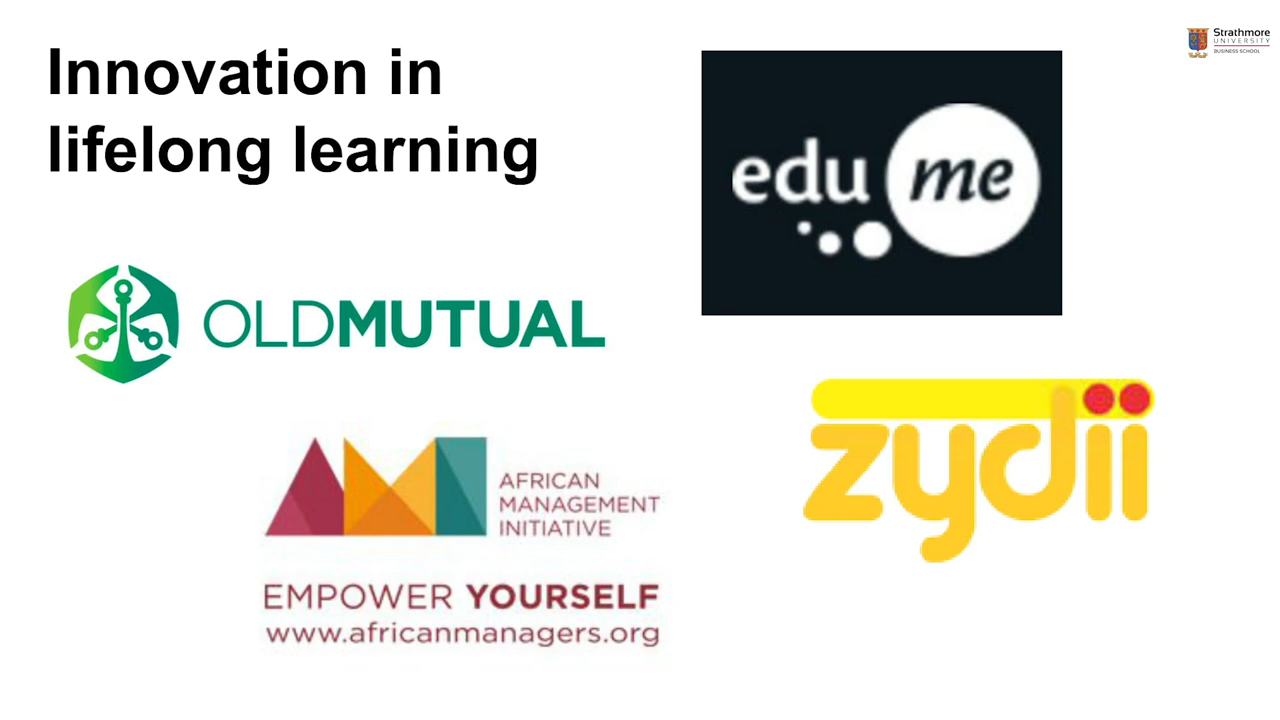 Innovation in
lifelong learning
Strathmore
UNIVERSITY
BUSINESS SCHOOL
edu me
OLDMUTUAL
zydii
AMI
AFRICAN
MANAGEMENT
INITIATIVE
EMPOWER YOURSELF
www.africanmanagers.org